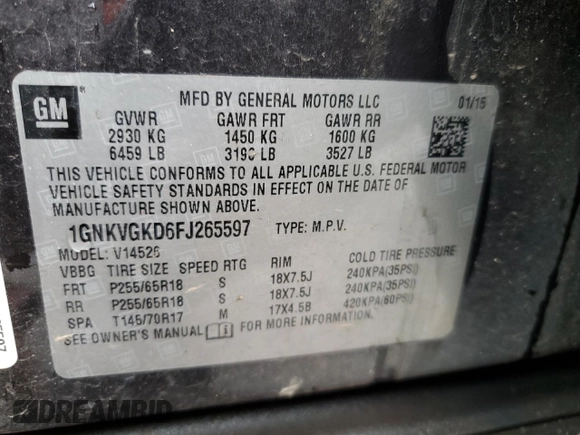 GM
MFD BY GENERAL MOTORS LLC 01/15
GVWR GAWR FRT GAWR RR
2930 KG 1450 KG 1600 KG
6459 LB 3196 LB 3527 LB
THIS VEHICLE CONFORMS TO ALL APPLICABLE U.S. FEDERAL MOTOR
VEHICLE SAFETY STANDARDS IN EFFECT ON THE DATE OF
MANUFACTURE SHOWN ABOVE.
1GNKVGKD6FJ265597 TYPE: M.P.V.
MODEL: V14526
VBBG TIRE SIZE SPEED RTG RIM COLD TIRE PRESSURE
FRT P255/65R18 S 18X7.5J 240KPA(35PSI)
RR P255/65R18 S 18X7.5J 240KPA(35PSI)
SPA T145/70R17 M 17X4.5B 420KPA(60PSI)
SEE OWNER'S MANUAL FOR MORE INFORMATION.
DREAMBID